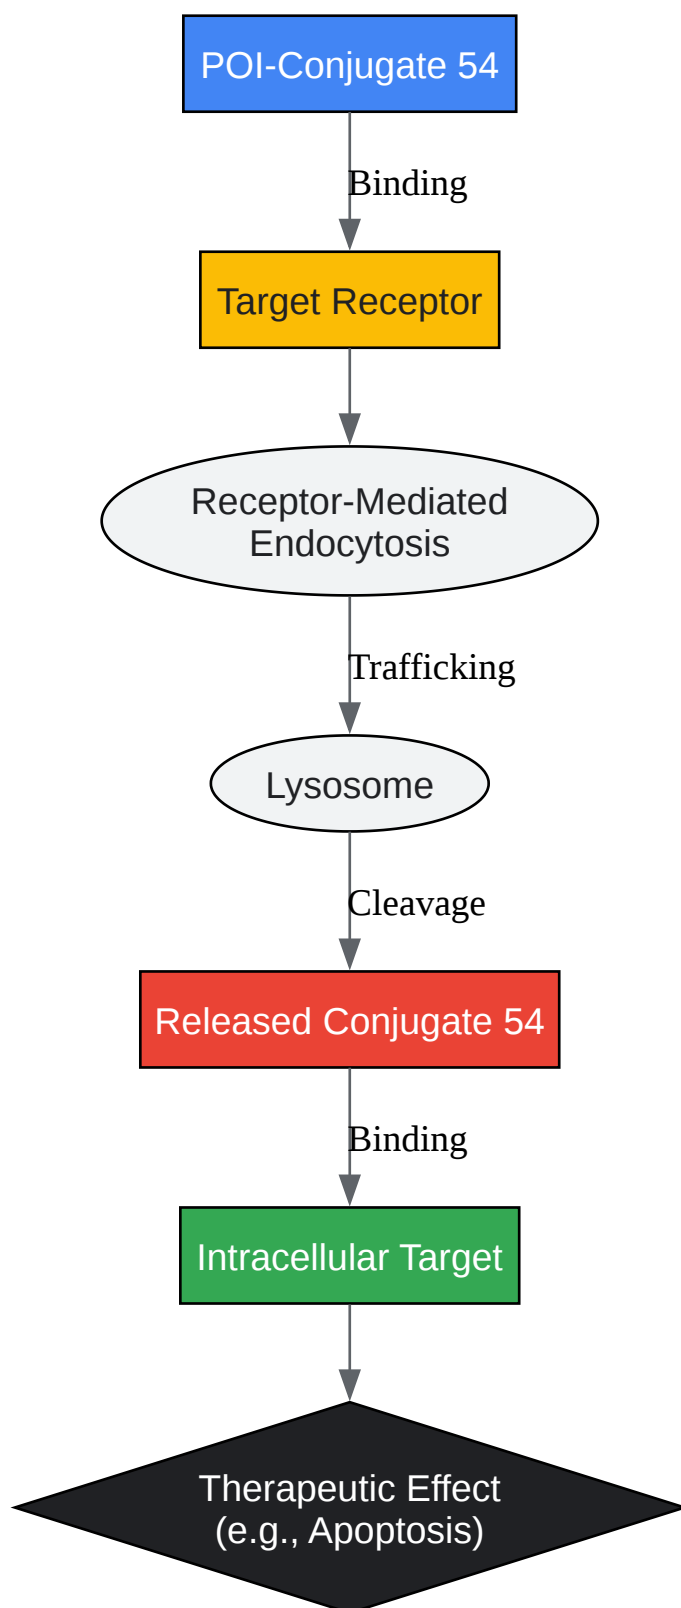 POI-Conjugate 54
Binding
Target Receptor
Receptor-Mediated
Endocytosis
Trafficking
Lysosome
Cleavage
Released Conjugate 54
Binding
Intracellular Target
Therapeutic Effect
(e.g., Apoptosis)